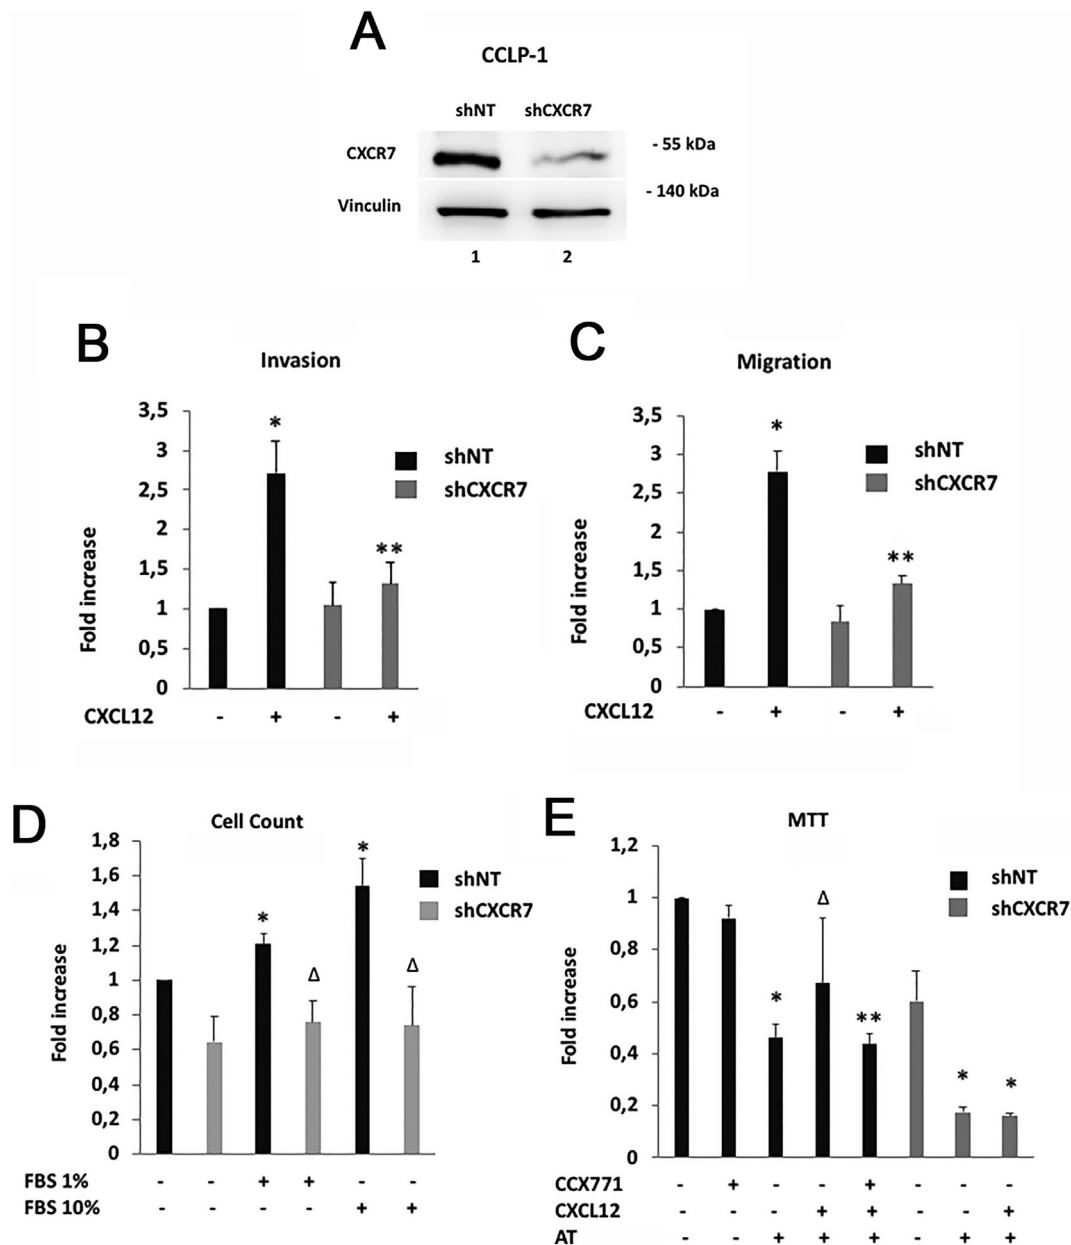 A
CCLP-1
shNT shCXCR7
CXCR7
- 55 kDa
- 140 kDa
Vinculin
1 2
B
Invasion
3,5
3
2,5
2
1,5
1
0,5
0
Fold increase
*
**
shNT
shCXCR7
CXCL12 - + - +
C
Migration
3,5
3
2,5
2
1,5
1
0,5
0
Fold increase
*
**
shNT
shCXCR7
CXCL12 - + - +
D
Cell Count
1,8
1,6
1,4
1,2
1
0,8
0,6
0,4
0,2
0
Fold increase
*
Δ
*
Δ
shNT
shCXCR7
FBS 1% - - + + - -
FBS 10% - - - - + +
E
MTT
1,2
1
0,8
0,6
0,4
0,2
0
Fold increase
*
Δ
**
*
*
shNT
shCXCR7
CCX771 - + - - + - - -
CXCL12 - - - + + - - +
AT - - + + + - + +